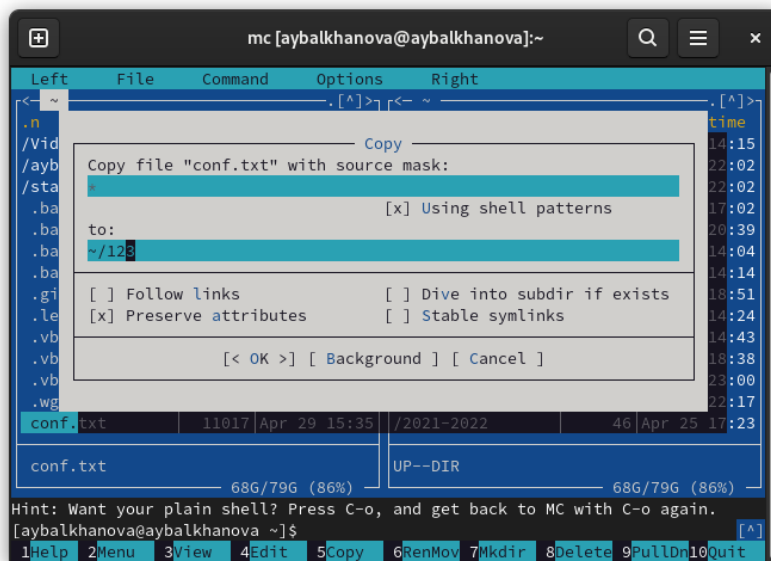 mc [aybalkhanova@aybalkhanova]:~
Left File Command Options Right
<─ ~ .[^]> <─ ~ .[^]>
.n time
/Vid 14:15
/ayb 22:02
/sta 22:02
.ba 17:02
.ba 20:39
.ba 14:04
.ba 14:14
.gi 18:51
.le 14:24
.vb 14:43
.vb 18:38
.vb 23:00
.wg 22:17
Copy
Copy file "conf.txt" with source mask:
*
[x] Using shell patterns
to:
~/123
[ ] Follow links [ ] Dive into subdir if exists
[x] Preserve attributes [ ] Stable symlinks
[< OK >] [ Background ] [ Cancel ]
conf.txt 11017 Apr 29 15:35 /2021-2022 46 Apr 25 17:23
conf.txt UP--DIR
68G/79G (86%) 68G/79G (86%)
Hint: Want your plain shell? Press C-o, and get back to MC with C-o again.
[aybalkhanova@aybalkhanova ~]$ [^]
1Help 2Menu 3View 4Edit 5Copy 6RenMov 7Mkdir 8Delete 9PullDn 10Quit